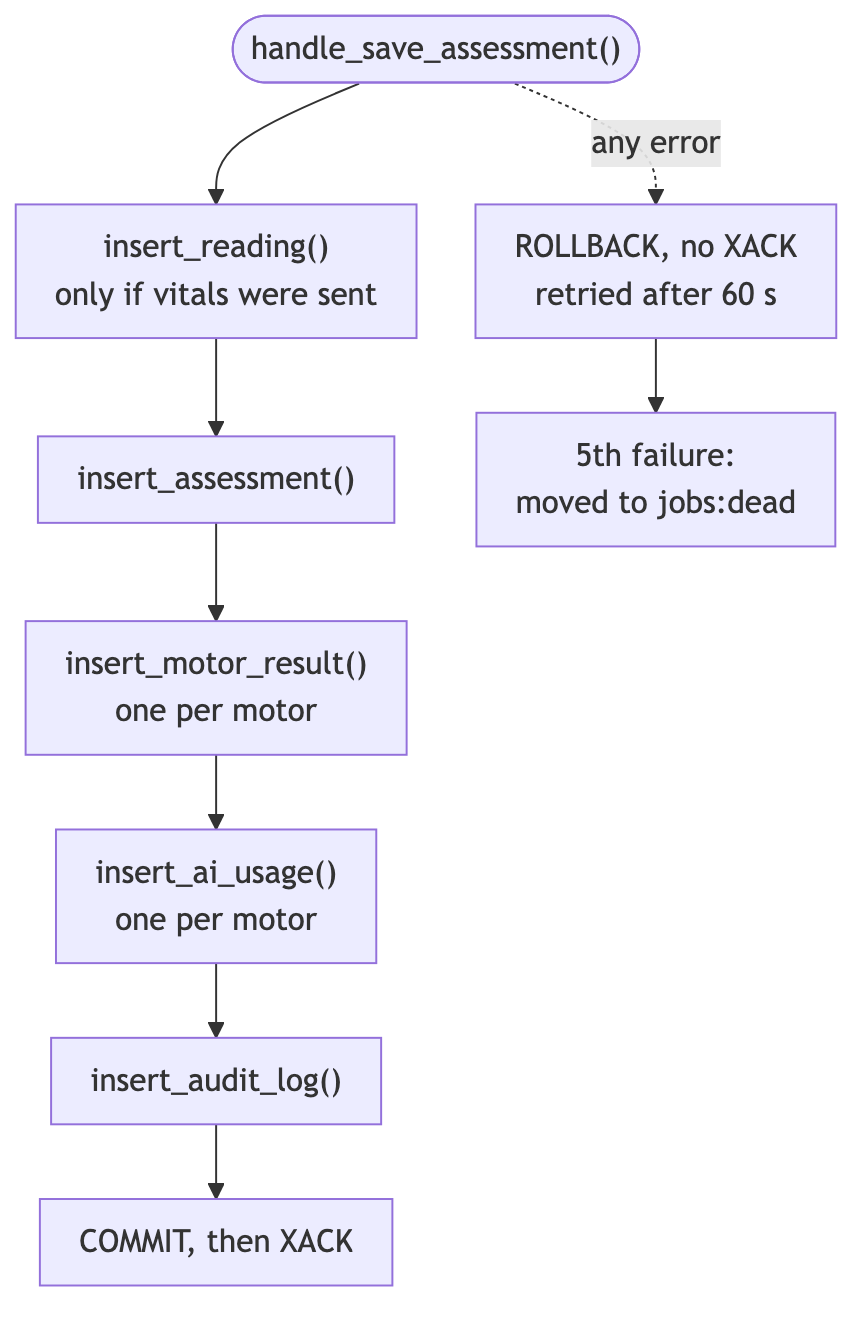 handle_save_assessment()
any error
insert_reading()
only if vitals were sent
ROLLBACK, no XACK
retried after 60 s
insert_assessment()
5th failure:
moved to jobs:dead
insert_motor_result()
one per motor
insert_ai_usage()
one per motor
insert_audit_log()
COMMIT, then XACK